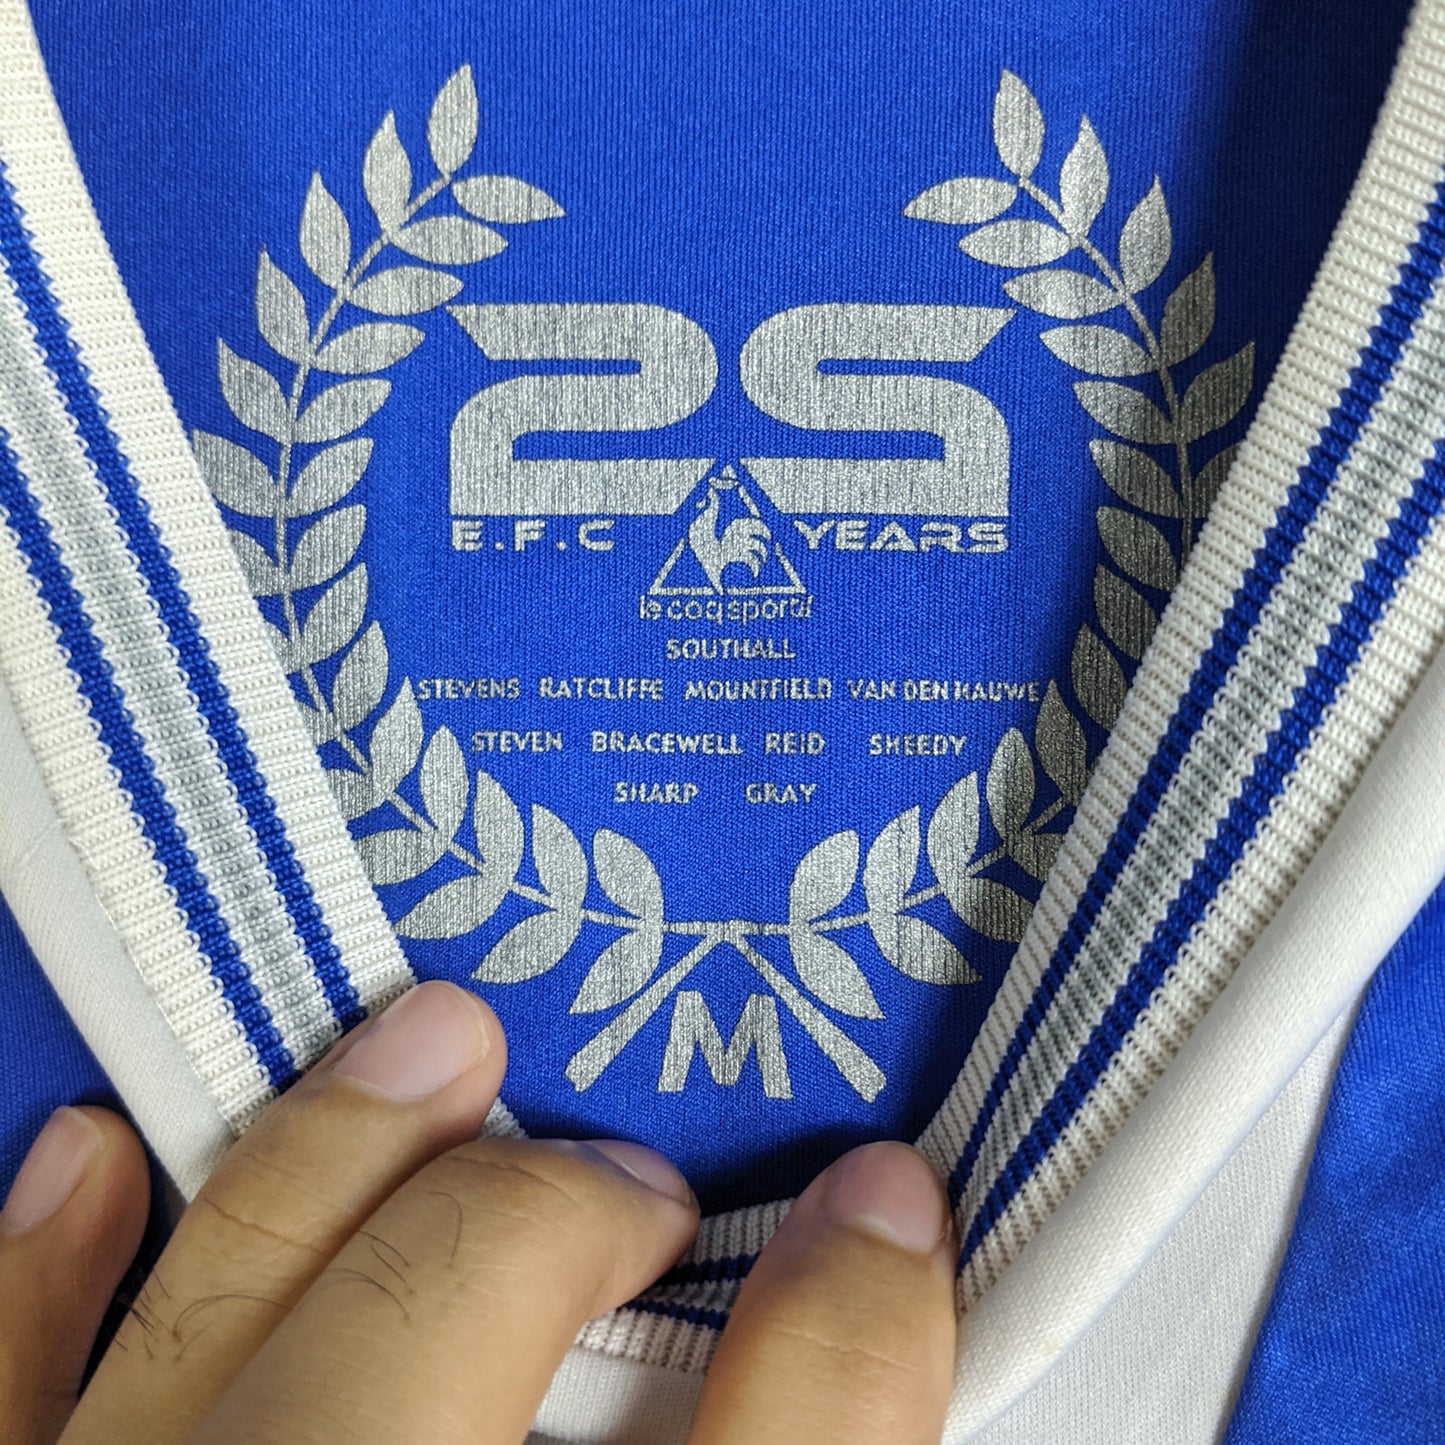 25
E.F.C YEARS
le coq sportif
SOUTHALL
STEVENS RATCLIFFE MOUNTFIELD VAN DEN HAUWE
STEVEN BRACEWELL REID SHEEDY
SHARP GRAY
M